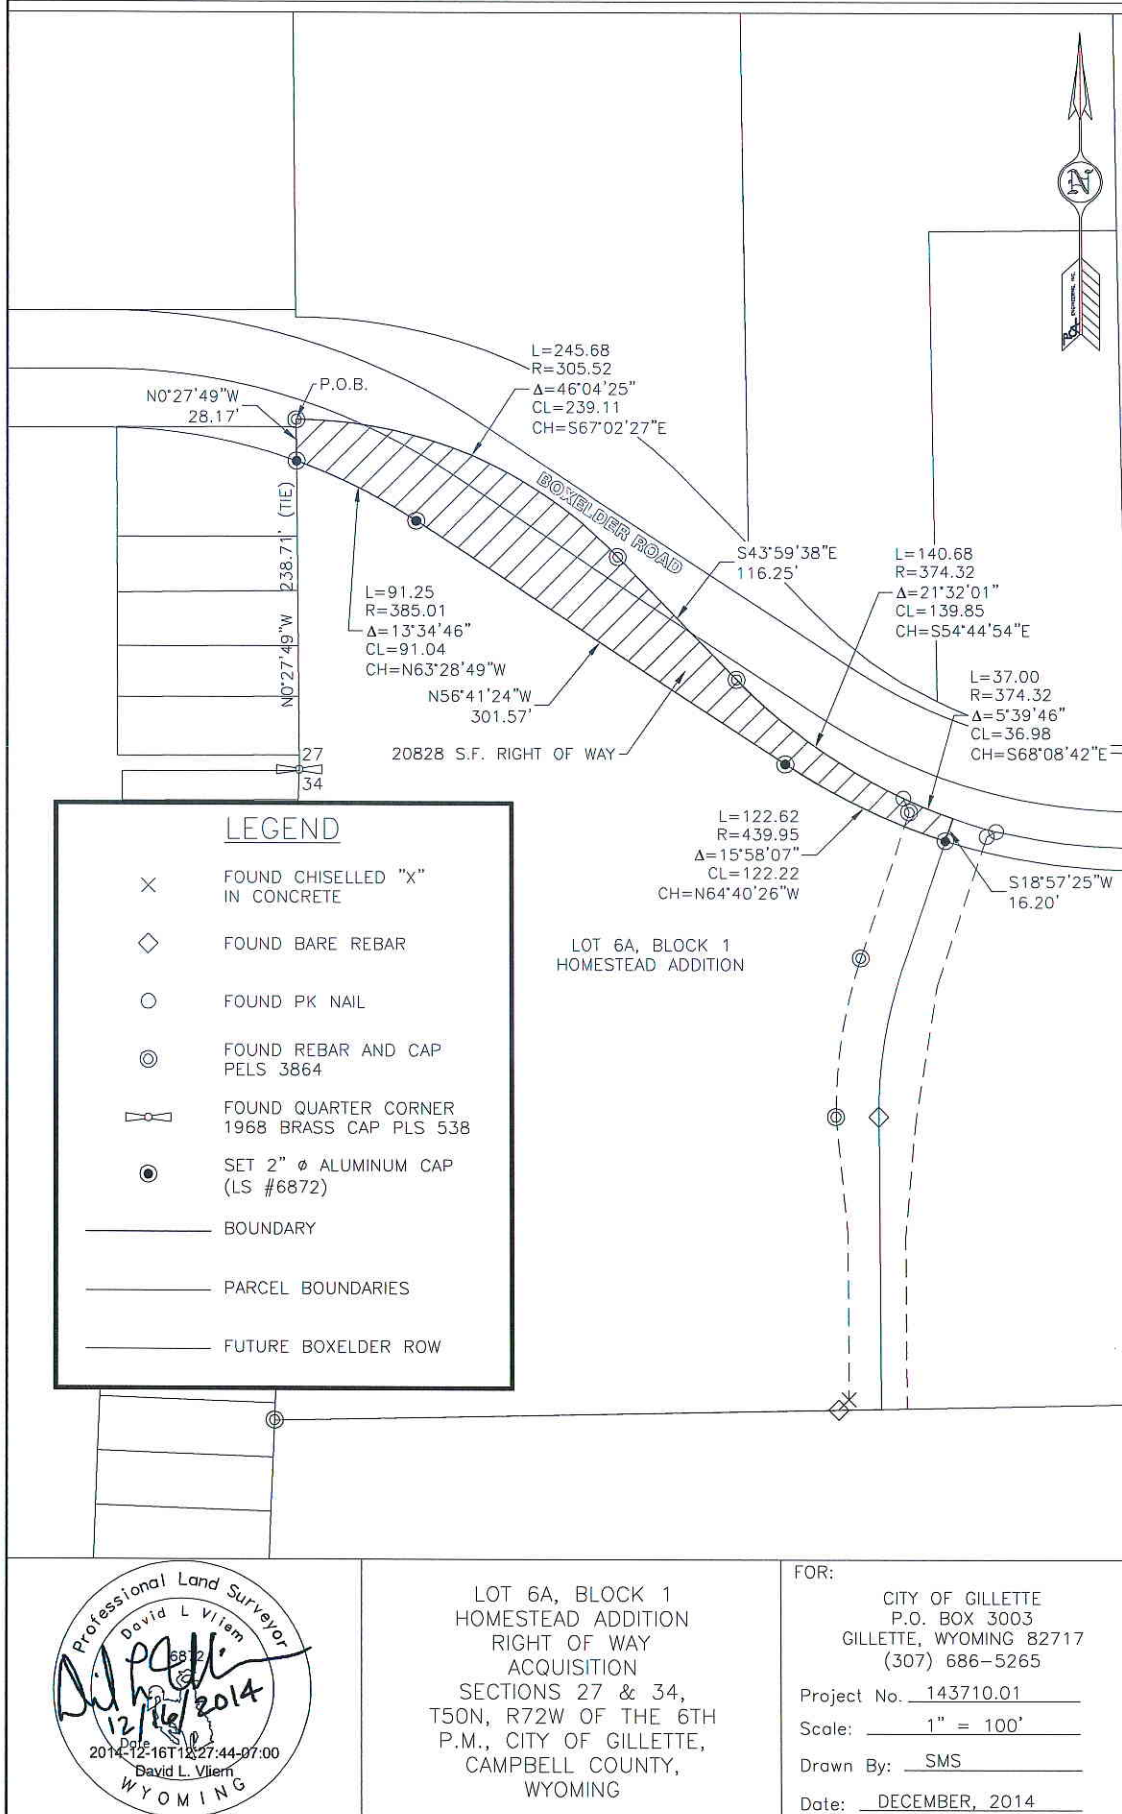 N
L=245.68
R=305.52
Δ=46°04'25"
CL=239.11
CH=S67°02'27"E
P.O.B.
N0°27'49"W
28.17'
BOXELDER ROAD
S43°59'38"E
116.25'
L=140.68
R=374.32
Δ=21°32'01"
CL=139.85
CH=S54°44'54"E
N0°27'49"W 238.71' (TIE)
L=91.25
R=385.01
Δ=13°34'46"
CL=91.04
CH=N63°28'49"W
L=37.00
R=374.32
Δ=5°39'46"
CL=36.98
CH=S68°08'42"E
N56°41'24"W
301.57'
20828 S.F. RIGHT OF WAY
27
34
L=122.62
R=439.95
Δ=15°58'07"
CL=122.22
CH=N64°40'26"W
S18°57'25"W
16.20'
LOT 6A, BLOCK 1
HOMESTEAD ADDITION
LEGEND
FOUND CHISELLED "X"
IN CONCRETE
FOUND BARE REBAR
FOUND PK NAIL
FOUND REBAR AND CAP
PELS 3864
FOUND QUARTER CORNER
1968 BRASS CAP PLS 538
SET 2" ø ALUMINUM CAP
(LS #6872)
BOUNDARY
PARCEL BOUNDARIES
FUTURE BOXELDER ROW
Professional Land Surveyor
David L Vliem
6872
12/16/2014
Date
2014-12-16T12:27:44-07:00
David L. Vliem
WYOMING
LOT 6A, BLOCK 1
HOMESTEAD ADDITION
RIGHT OF WAY
ACQUISITION
SECTIONS 27 & 34,
T50N, R72W OF THE 6TH
P.M., CITY OF GILLETTE,
CAMPBELL COUNTY,
WYOMING
FOR:
CITY OF GILLETTE
P.O. BOX 3003
GILLETTE, WYOMING 82717
(307) 686-5265
Project No. 143710.01
Scale: 1" = 100'
Drawn By: SMS
Date: DECEMBER, 2014